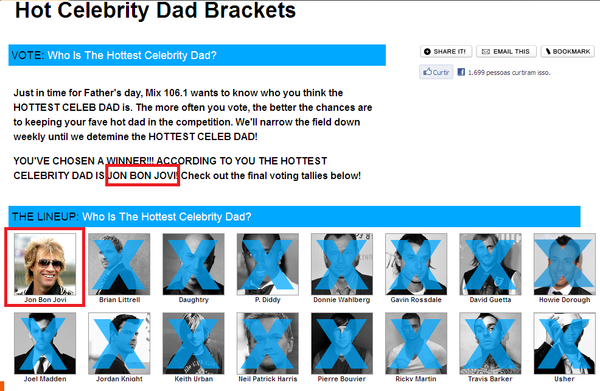 Hot Celebrity Dad Brackets
VOTE: Who Is The Hottest Celebrity Dad?
SHARE IT! EMAIL THIS BOOKMARK
Curtir 1.699 pessoas curtiram isso.
Just in time for Father's day, Mix 106.1 wants to know who you think the
HOTTEST CELEB DAD is. The more often you vote, the better the chances are
to keeping your fave hot dad in the competition. We'll narrow the field down
weekly until we detemine the HOTTEST CELEB DAD!
YOU'VE CHOSEN A WINNER!!! ACCORDING TO YOU THE HOTTEST
CELEBRITY DAD IS JON BON JOVI! Check out the final voting tallies below!
THE LINEUP: Who Is The Hottest Celebrity Dad?
Jon Bon Jovi Brian Littrell Daughtry P. Diddy Donnie Wahlberg Gavin Rossdale David Guetta Howie Dorough
Joel Madden Jordan Knight Keith Urban Neil Patrick Harris Pierre Bouvier Ricky Martin Travis Barker Usher